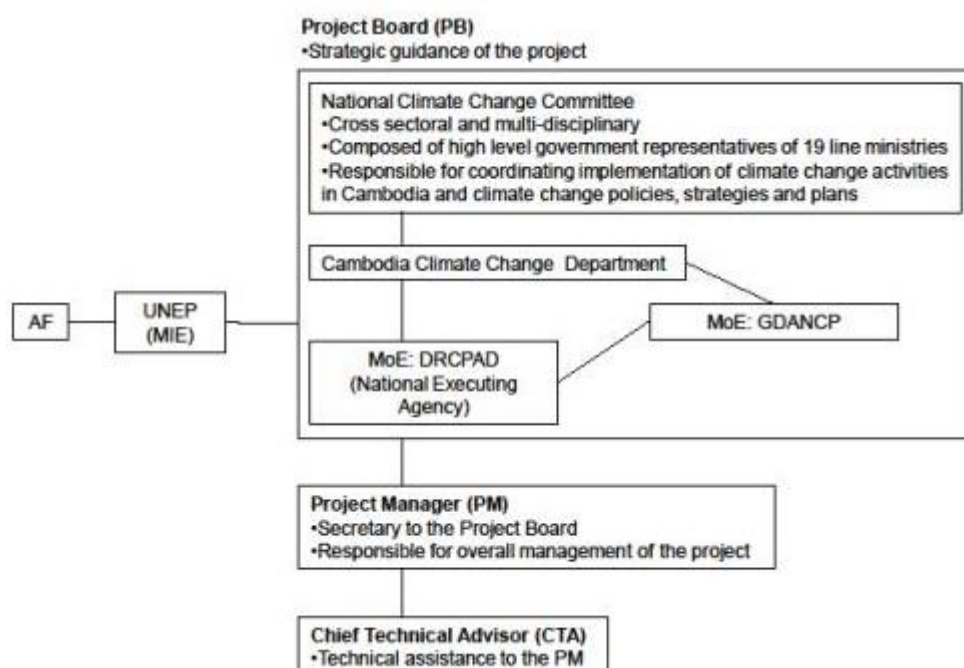 Project Board (PB)
•Strategic guidance of the project
National Climate Change Committee
•Cross sectoral and multi-disciplinary
•Composed of high level government representatives of 19 line ministries
•Responsible for coordinating implementation of climate change activities
in Cambodia and climate change policies, strategies and plans
Cambodia Climate Change Department
AF
UNEP
(MIE)
MoE: GDANCP
MoE: DRCPAD
(National Executing
Agency)
Project Manager (PM)
•Secretary to the Project Board
•Responsible for overall management of the project
Chief Technical Advisor (CTA)
•Technical assistance to the PM